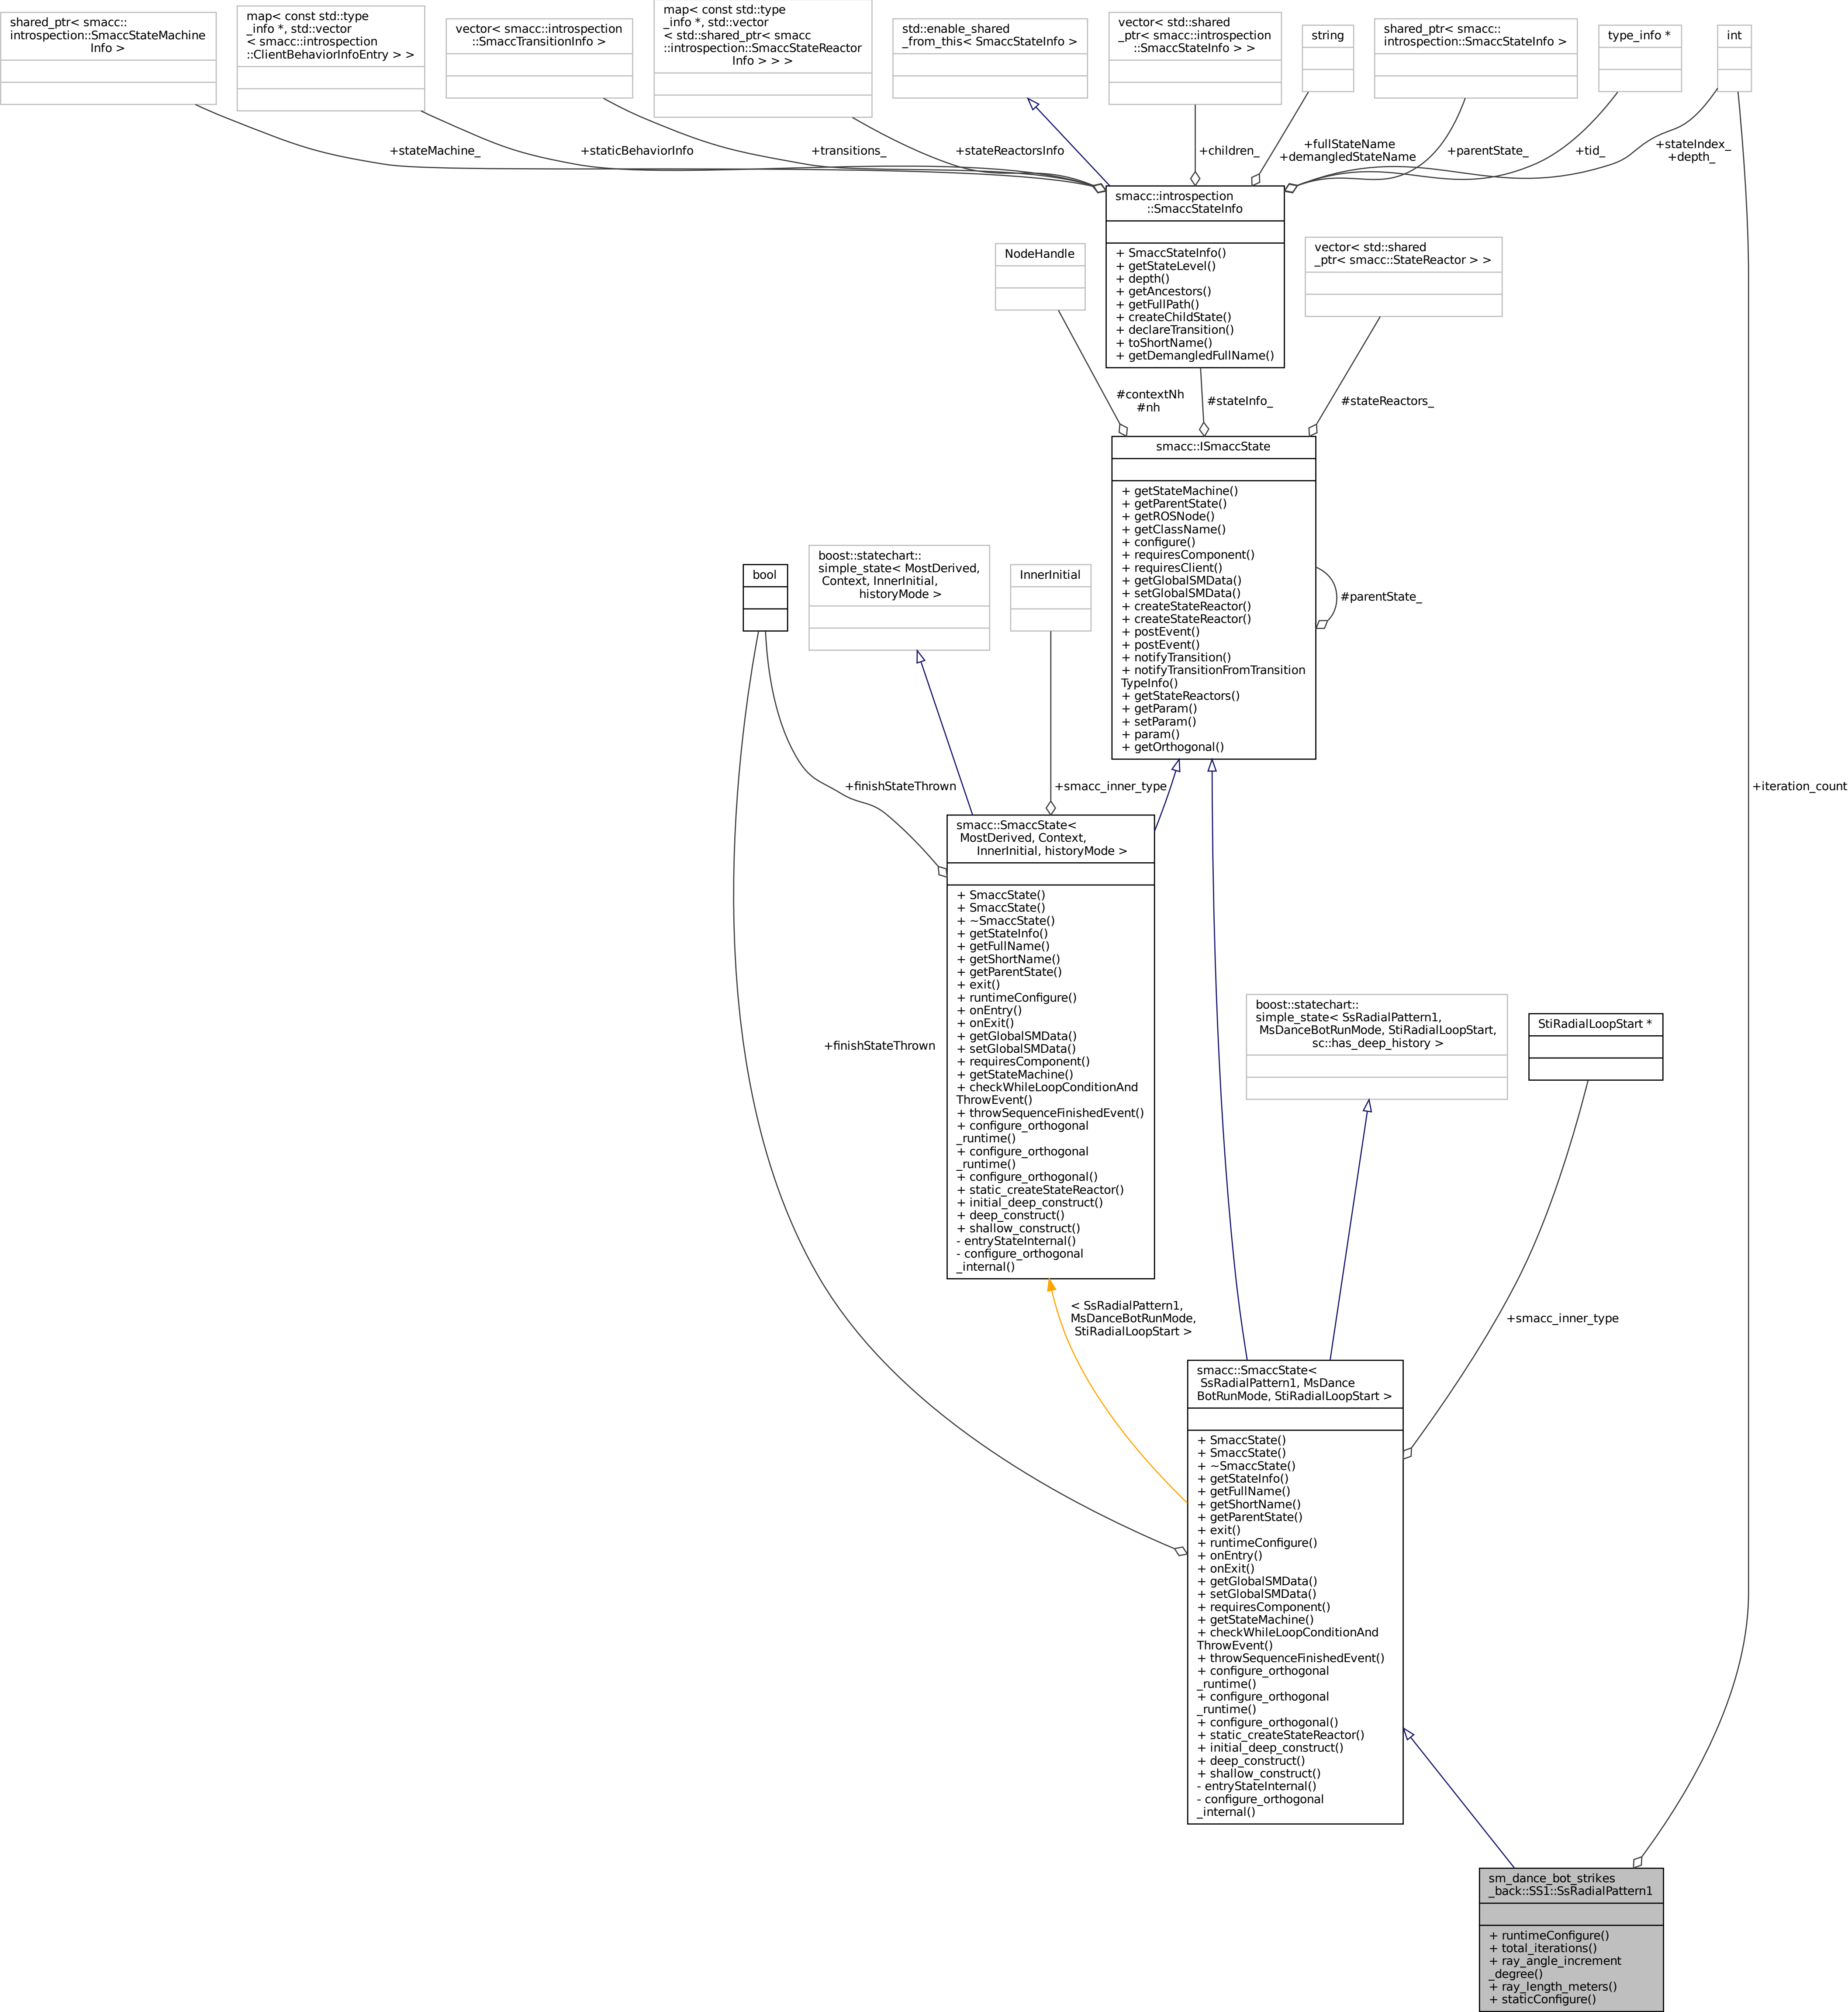 shared_ptr< smacc::
introspection::SmaccStateMachine
Info >
map< const std::type
_info *, std::vector
< smacc::introspection
::ClientBehaviorInfoEntry > >
vector< smacc::introspection
::SmaccTransitionInfo >
map< const std::type
_info *, std::vector
< std::shared_ptr< smacc
::introspection::SmaccStateReactor
Info > > >
std::enable_shared
_from_this< SmaccStateInfo >
vector< std::shared
_ptr< smacc::introspection
::SmaccStateInfo > >
string
shared_ptr< smacc::
introspection::SmaccStateInfo >
type_info *
int
+stateMachine_
+staticBehaviorInfo
+transitions_
+stateReactorsInfo
+children_
+fullStateName
+demangledStateName
+parentState_
+tid_
+stateIndex_
+depth_
smacc::introspection
::SmaccStateInfo
+ SmaccStateInfo()
+ getStateLevel()
+ depth()
+ getAncestors()
+ getFullPath()
+ createChildState()
+ declareTransition()
+ toShortName()
+ getDemangledFullName()
NodeHandle
vector< std::shared
_ptr< smacc::StateReactor > >
#contextNh
#nh
#stateInfo_
#stateReactors_
smacc::ISmaccState
+ getStateMachine()
+ getParentState()
+ getROSNode()
+ getClassName()
+ configure()
+ requiresComponent()
+ requiresClient()
+ getGlobalSMData()
+ setGlobalSMData()
+ createStateReactor()
+ createStateReactor()
+ postEvent()
+ postEvent()
+ notifyTransition()
+ notifyTransitionFromTransition
TypeInfo()
+ getStateReactors()
+ getParam()
+ setParam()
+ param()
+ getOrthogonal()
#parentState_
bool
boost::statechart::
simple_state< MostDerived,
Context, InnerInitial,
historyMode >
InnerInitial
+finishStateThrown
+smacc_inner_type
+iteration_count
smacc::SmaccState<
MostDerived, Context,
InnerInitial, historyMode >
+ SmaccState()
+ SmaccState()
+ ~SmaccState()
+ getStateInfo()
+ getFullName()
+ getShortName()
+ getParentState()
+ exit()
+ runtimeConfigure()
+ onEntry()
+ onExit()
+ getGlobalSMData()
+ setGlobalSMData()
+ requiresComponent()
+ getStateMachine()
+ checkWhileLoopConditionAnd
ThrowEvent()
+ throwSequenceFinishedEvent()
+ configure_orthogonal
_runtime()
+ configure_orthogonal
_runtime()
+ configure_orthogonal()
+ static_createStateReactor()
+ initial_deep_construct()
+ deep_construct()
+ shallow_construct()
- entryStateInternal()
- configure_orthogonal
_internal()
+finishStateThrown
boost::statechart::
simple_state< SsRadialPattern1,
MsDanceBotRunMode, StiRadialLoopStart,
sc::has_deep_history >
StiRadialLoopStart *
< SsRadialPattern1,
MsDanceBotRunMode,
StiRadialLoopStart >
+smacc_inner_type
smacc::SmaccState<
SsRadialPattern1, MsDance
BotRunMode, StiRadialLoopStart >
+ SmaccState()
+ SmaccState()
+ ~SmaccState()
+ getStateInfo()
+ getFullName()
+ getShortName()
+ getParentState()
+ exit()
+ runtimeConfigure()
+ onEntry()
+ onExit()
+ getGlobalSMData()
+ setGlobalSMData()
+ requiresComponent()
+ getStateMachine()
+ checkWhileLoopConditionAnd
ThrowEvent()
+ throwSequenceFinishedEvent()
+ configure_orthogonal
_runtime()
+ configure_orthogonal
_runtime()
+ configure_orthogonal()
+ static_createStateReactor()
+ initial_deep_construct()
+ deep_construct()
+ shallow_construct()
- entryStateInternal()
- configure_orthogonal
_internal()
sm_dance_bot_strikes
_back::SS1::SsRadialPattern1
+ runtimeConfigure()
+ total_iterations()
+ ray_angle_increment
_degree()
+ ray_length_meters()
+ staticConfigure()